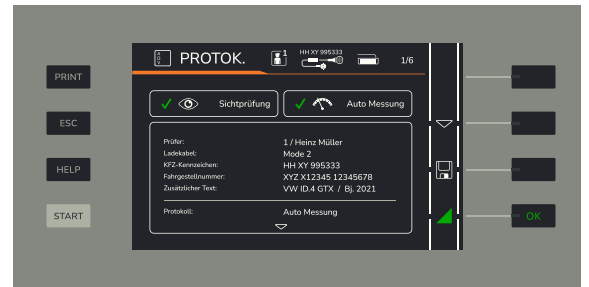 PRINT
ESC
HELP
START
AGV PROTOK. 1 HH XY 995333 1/6
Sichtprüfung
Auto Messung
Prüfer: 1 / Heinz Müller
Ladekabel: Mode 2
KFZ-Kennzeichen: HH XY 995333
Fahrgestellnummer: XYZ X12345 12345678
Zusätzlicher Text: VW ID.4 GTX / Bj. 2021
Protokoll: Auto Messung
OK